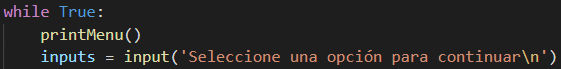 while True:
    printMenu()
    inputs = input('Seleccione una opción para continuar\n')